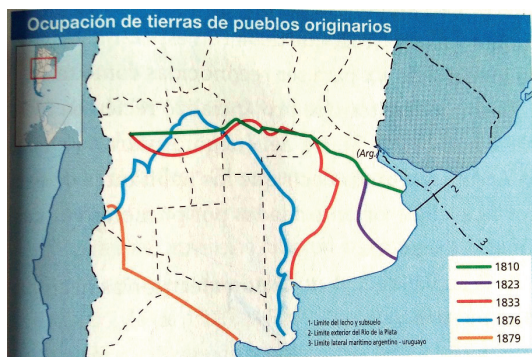 Ocupación de tierras de pueblos originarios
(Arg.)
1
2
3
1810
1823
1833
1876
1879
1- Límite del lecho y subsuelo
2- Límite exterior del Río de la Plata
3- Límite lateral marítimo argentino - uruguayo